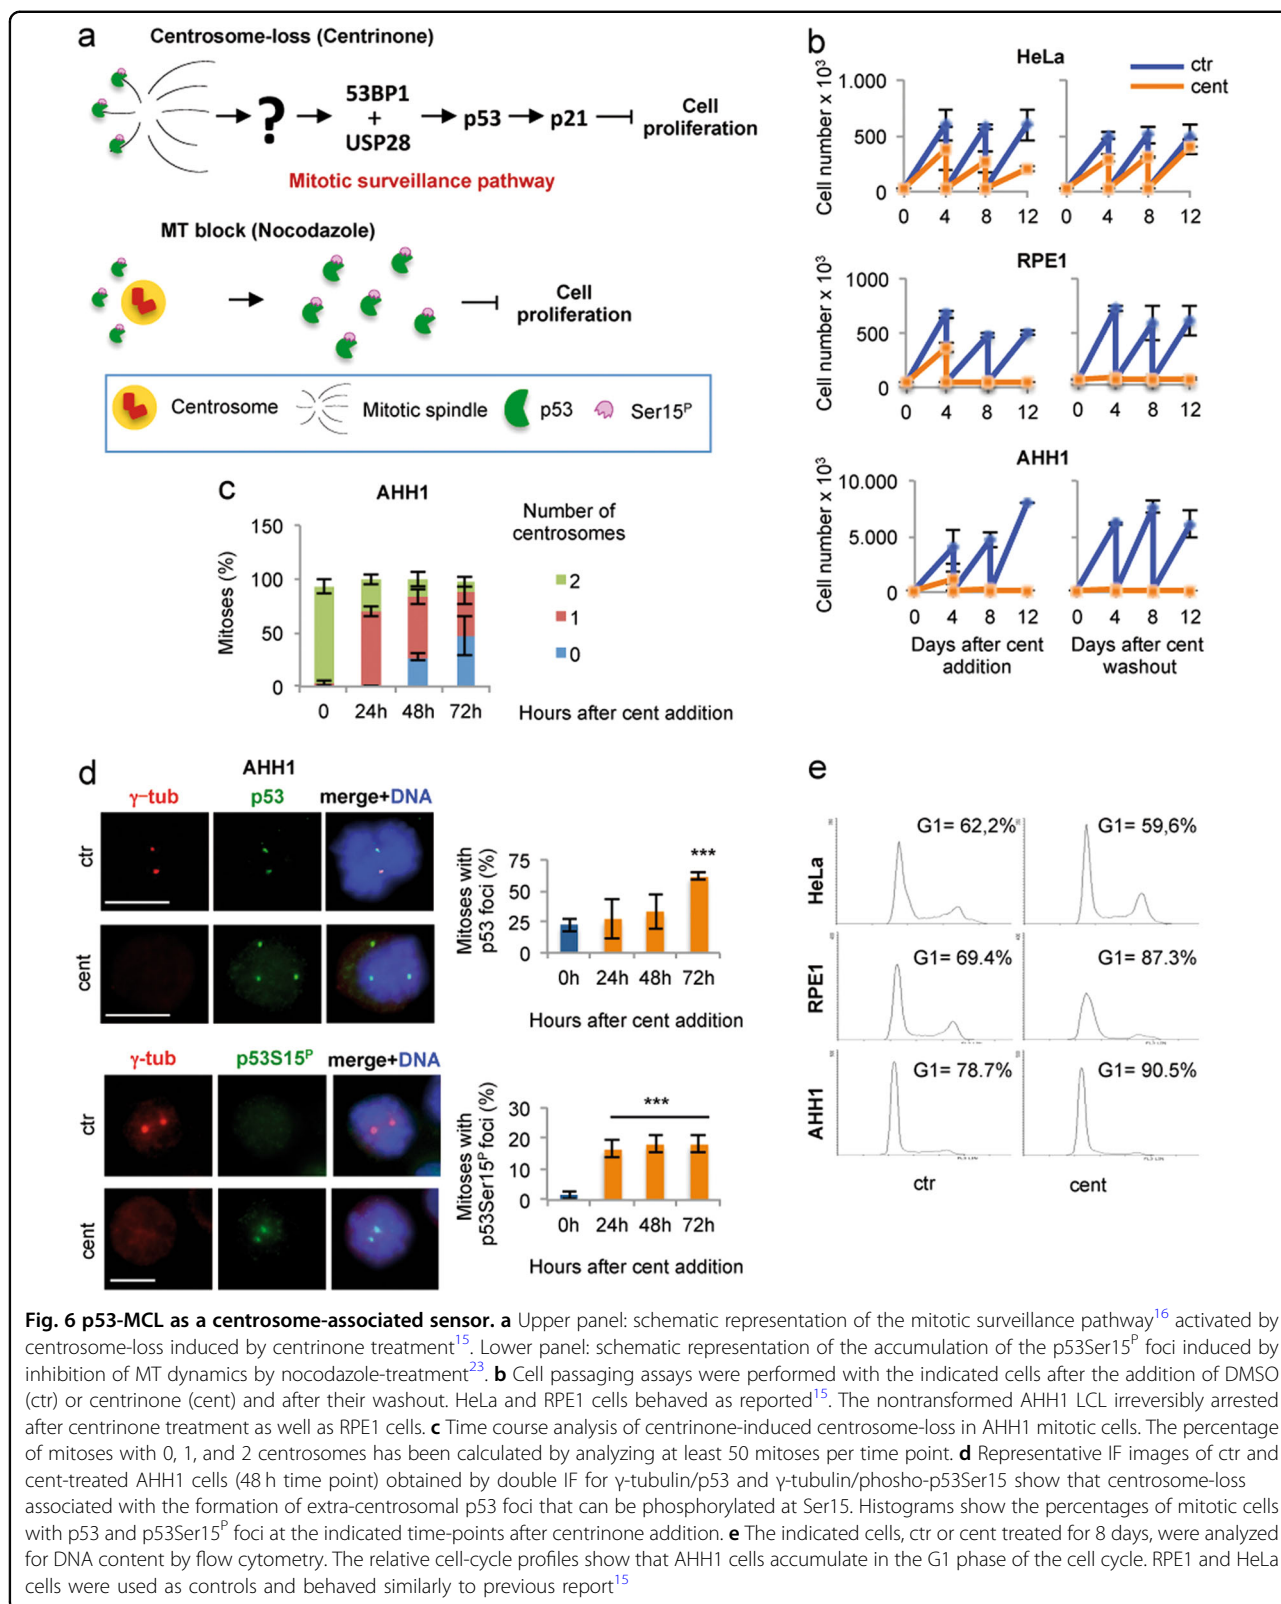 a
Centrosome-loss (Centrinone)
?
53BP1
+
USP28
p53
p21
Cell
proliferation
Mitotic surveillance pathway
MT block (Nocodazole)
Cell
proliferation
Centrosome
Mitotic spindle
p53
Ser15ᴾ
b
HeLa
ctr
cent
Cell number x 10³
1.000
500
0
0 4 8 12
0 4 8 12
RPE1
Cell number x 10³
1000
500
0
0 4 8 12
0 4 8 12
AHH1
Cell number x 10³
10.000
5.000
0
0 4 8 12
0 4 8 12
Days after cent
addition
Days after cent
washout
c
AHH1
Mitoses (%)
150
100
50
0
0 24h 48h 72h
Hours after cent addition
Number of
centrosomes
2
1
0
d
AHH1
γ–tub p53 merge+DNA
ctr
cent
Mitoses with
p53 foci (%)
75
50
25
0
***
0h 24h 48h 72h
Hours after cent addition
γ-tub p53S15ᴾ merge+DNA
ctr
cent
Mitoses with
p53Ser15ᴾ foci (%)
30
20
10
0
***
0h 24h 48h 72h
Hours after cent addition
e
HeLa
G1= 62,2%
G1= 59,6%
RPE1
G1= 69.4%
G1= 87.3%
AHH1
G1= 78.7%
G1= 90.5%
ctr
cent
Fig. 6 p53-MCL as a centrosome-associated sensor. a Upper panel: schematic representation of the mitotic surveillance pathway¹⁶ activated by
centrosome-loss induced by centrinone treatment¹⁵. Lower panel: schematic representation of the accumulation of the p53Ser15ᴾ foci induced by
inhibition of MT dynamics by nocodazole-treatment²³. b Cell passaging assays were performed with the indicated cells after the addition of DMSO
(ctr) or centrinone (cent) and after their washout. HeLa and RPE1 cells behaved as reported¹⁵. The nontransformed AHH1 LCL irreversibly arrested
after centrinone treatment as well as RPE1 cells. c Time course analysis of centrinone-induced centrosome-loss in AHH1 mitotic cells. The percentage
of mitoses with 0, 1, and 2 centrosomes has been calculated by analyzing at least 50 mitoses per time point. d Representative IF images of ctr and
cent-treated AHH1 cells (48 h time point) obtained by double IF for γ-tubulin/p53 and γ-tubulin/phosho-p53Ser15 show that centrosome-loss
associated with the formation of extra-centrosomal p53 foci that can be phosphorylated at Ser15. Histograms show the percentages of mitotic cells
with p53 and p53Ser15ᴾ foci at the indicated time-points after centrinone addition. e The indicated cells, ctr or cent treated for 8 days, were analyzed
for DNA content by flow cytometry. The relative cell-cycle profiles show that AHH1 cells accumulate in the G1 phase of the cell cycle. RPE1 and HeLa
cells were used as controls and behaved similarly to previous report¹⁵